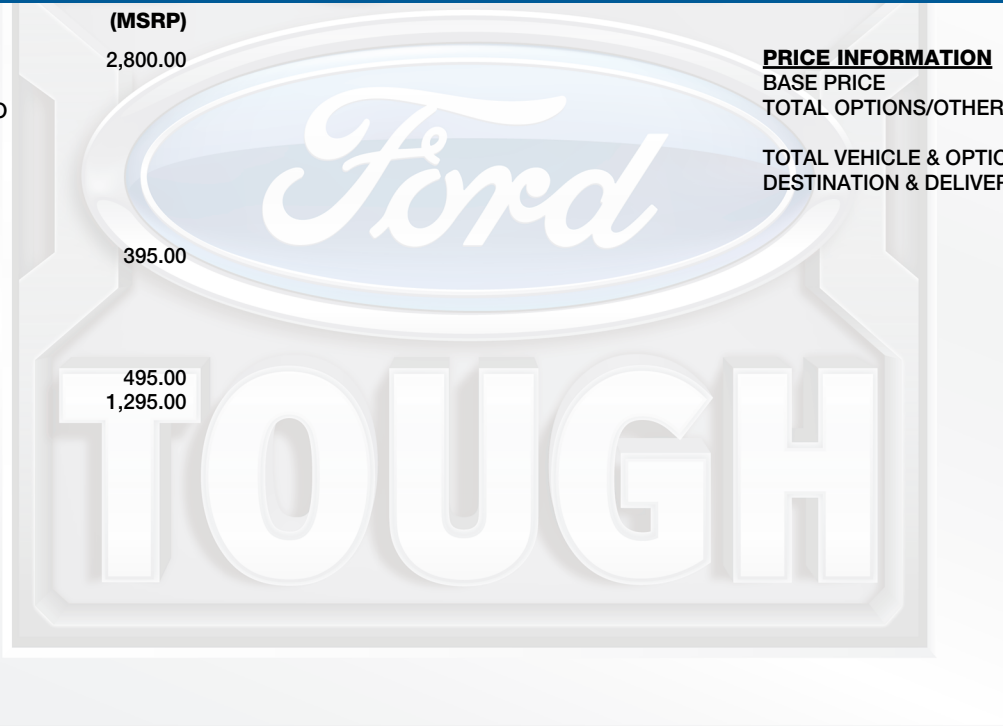 (MSRP)
2,800.00
395.00
495.00
1,295.00
PRICE INFORMATION
BASE PRICE
TOTAL OPTIONS/OTHER
TOTAL VEHICLE & OPTIO
DESTINATION & DELIVER
Ford
TOUGH